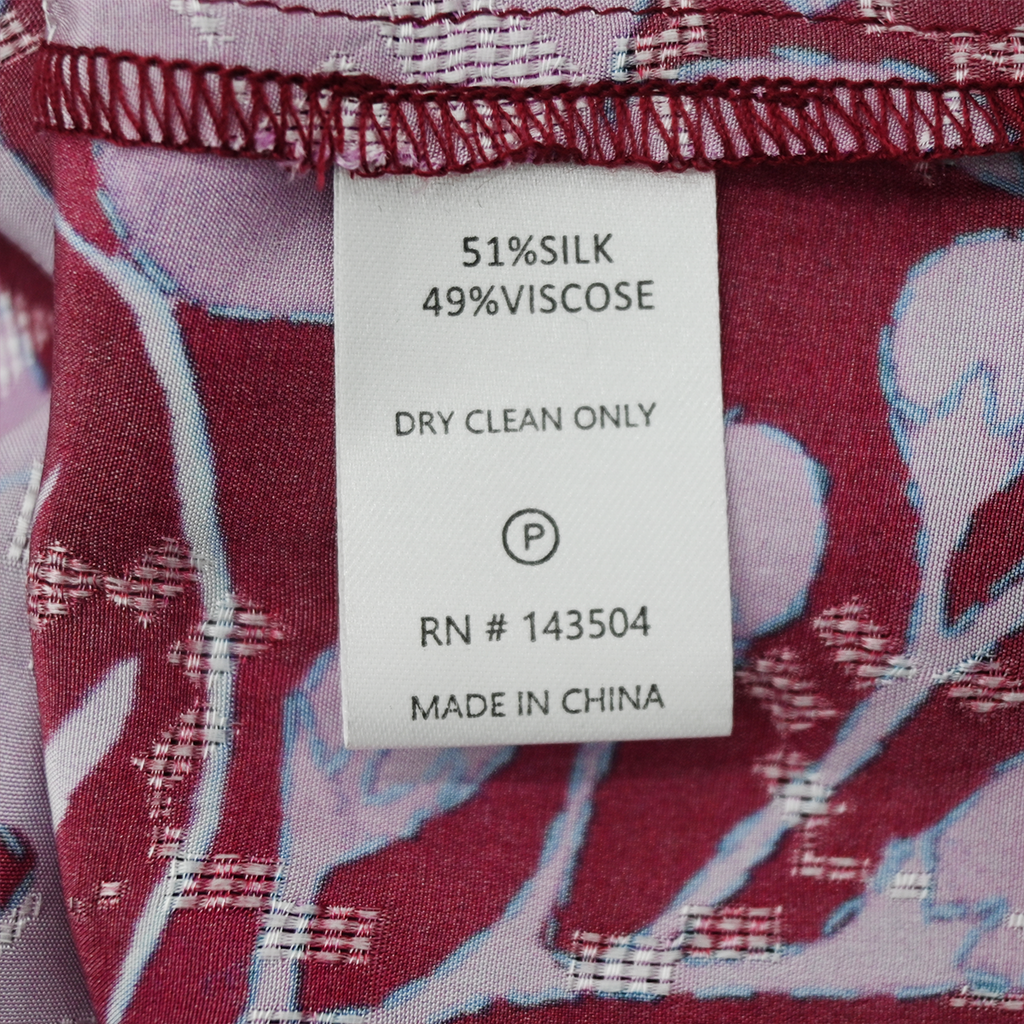 51%SILK
49%VISCOSE
DRY CLEAN ONLY
P
RN # 143504
MADE IN CHINA